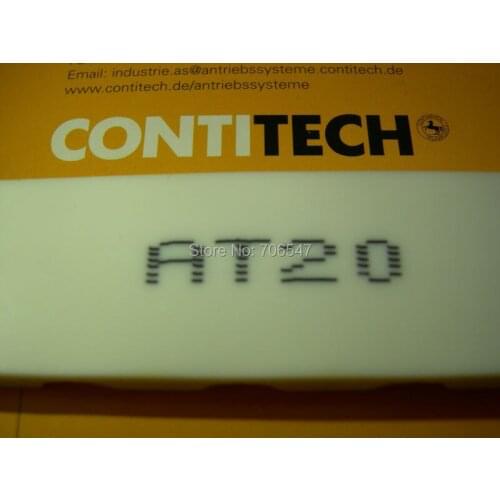 Email: industrie.as@antriebssysteme.contitech.de
www.contitech.de/antriebssysteme
CONTITECH
AT20
Store No: 706547